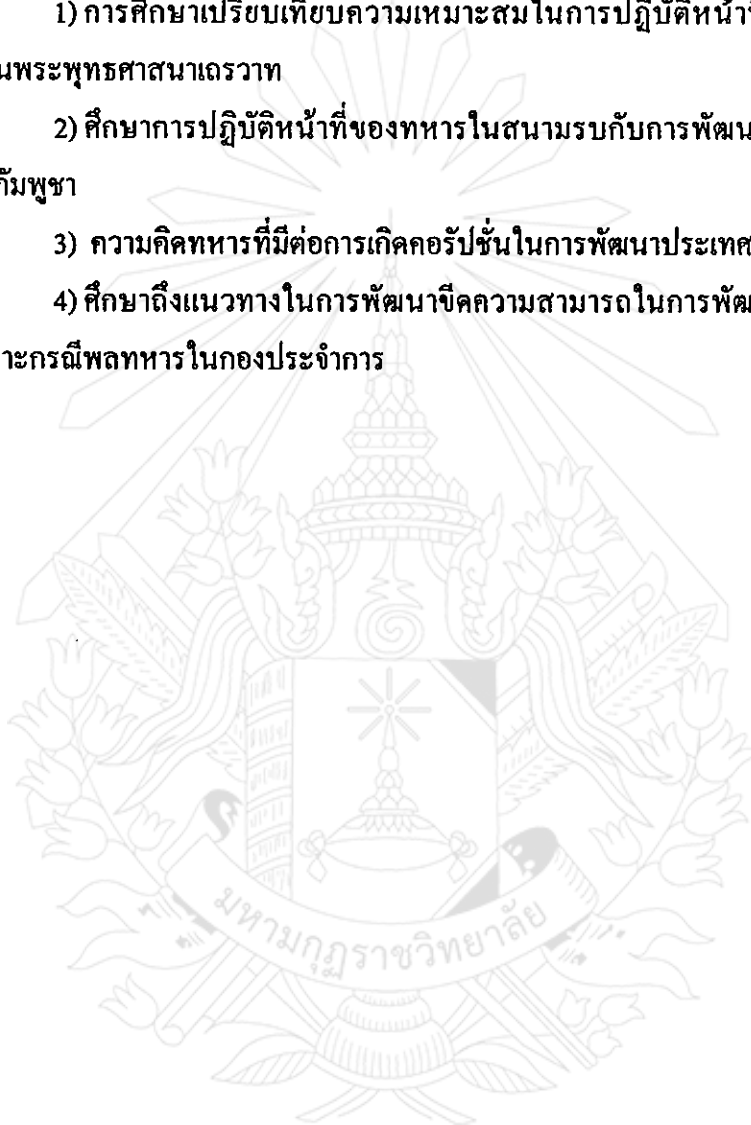 1) การศึกษาเปรียบเทียบความเหมาะสมในการปฏิบัติหน้าที่
นพระพุทธศาสนาเถรวาท
2) ศึกษาการปฏิบัติหน้าที่ของทหารในสนามรบกับการพัฒน
กัมพูชา
3) ความคิดทหารที่มีต่อการเกิดคอรัปชั่นในการพัฒนาประเทศ
4) ศึกษาถึงแนวทางในการพัฒนาขีดความสามารถในการพัฒ
าะกรณีพลทหารในกองประจำการ
มหามกุฏราชวิทยาลัย